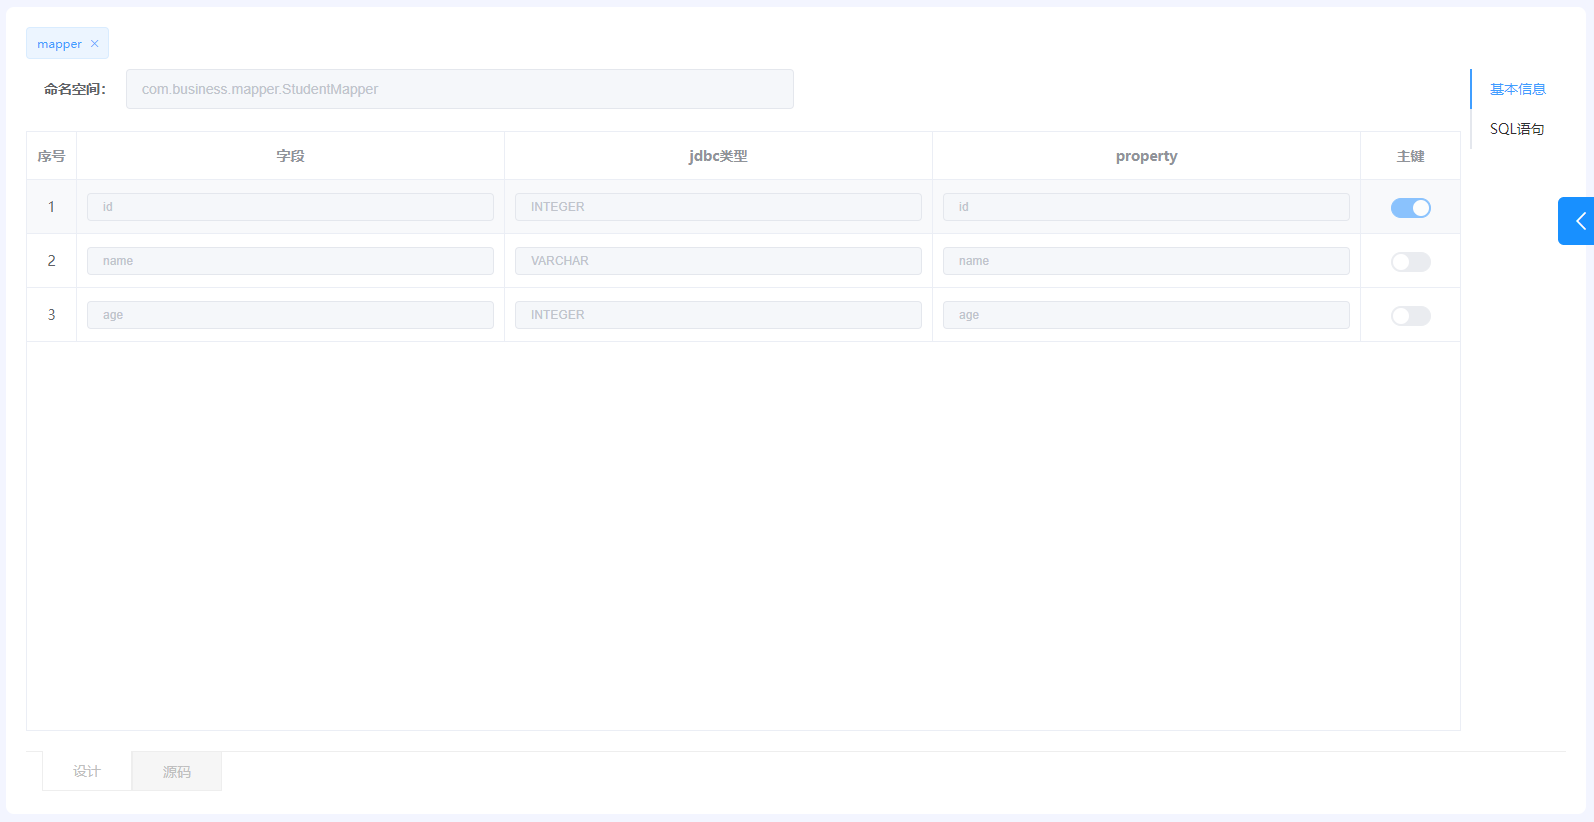 mapper
命名空间：
com.business.mapper.StudentMapper
基本信息
SQL语句
序号 字段 jdbc类型 property 主键
1 id INTEGER id
2 name VARCHAR name
3 age INTEGER age
设计 源码